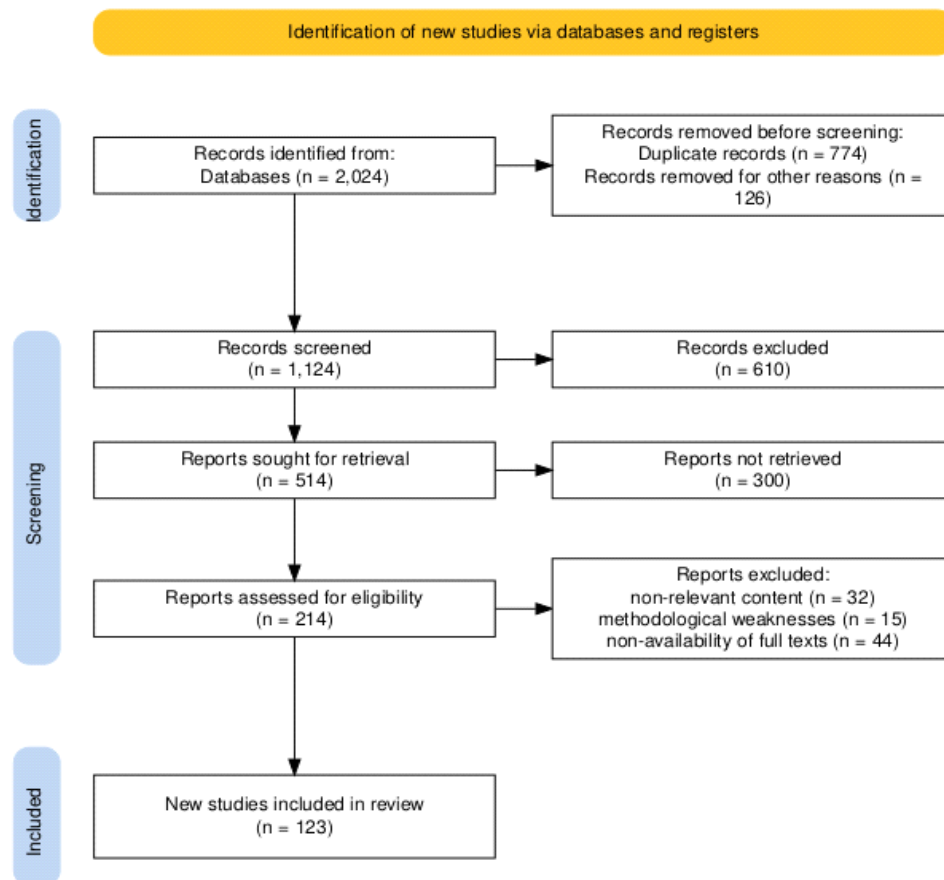 Identification of new studies via databases and registers
Identification
Records identified from:
Databases (n = 2,024)
Records removed before screening:
Duplicate records (n = 774)
Records removed for other reasons (n =
126)
Screening
Records screened
(n = 1,124)
Records excluded
(n = 610)
Reports sought for retrieval
(n = 514)
Reports not retrieved
(n = 300)
Reports assessed for eligibility
(n = 214)
Reports excluded:
non-relevant content (n = 32)
methodological weaknesses (n = 15)
non-availability of full texts (n = 44)
Included
New studies included in review
(n = 123)